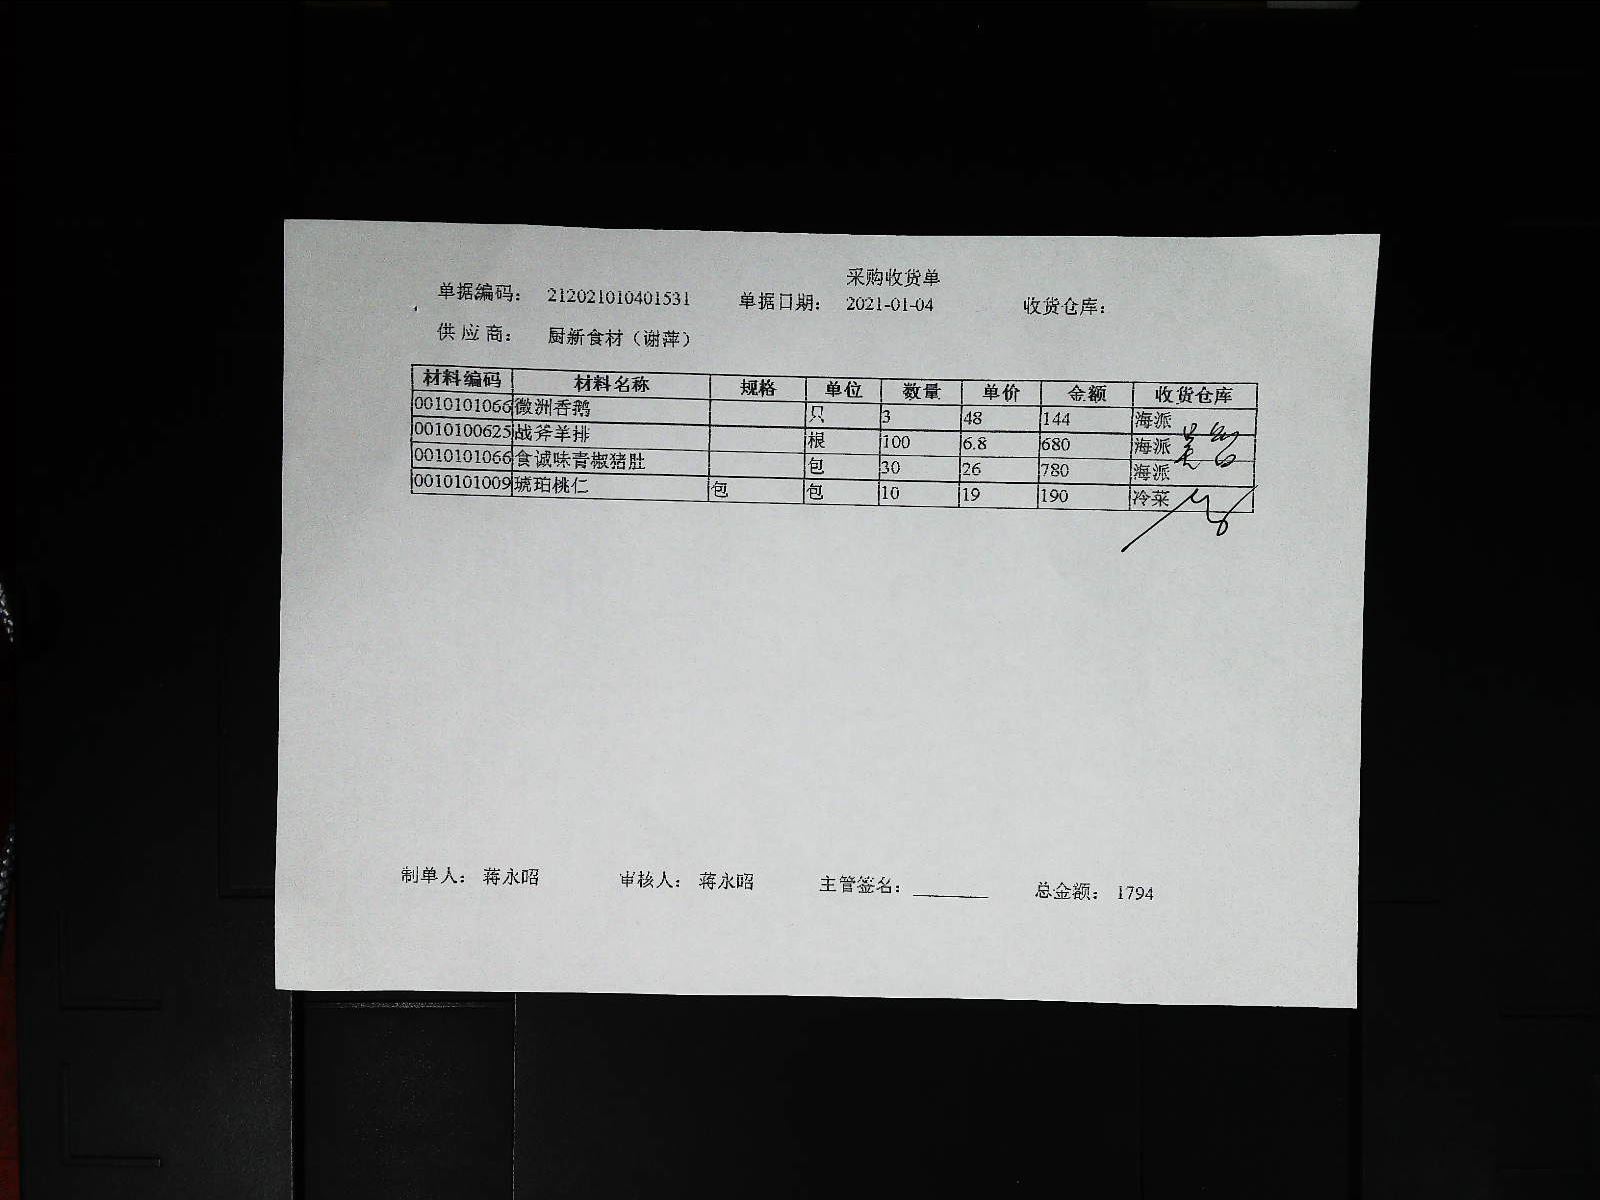 采购收货单
单据编码： 212021010401531 单据日期： 2021-01-04 收货仓库：
供应商： 厨新食材（谢萍）
材料编码 材料名称 规格 单位 数量 单价 金额 收货仓库
0010101066 微洲香鹅 只 3 48 144 海派
0010100625 战斧羊排 根 100 6.8 680 海派
0010101066 食诚味青椒猪肚 包 30 26 780 海派
0010101009 琥珀桃仁 包 包 10 19 190 冷菜
制单人： 蒋永昭 审核人： 蒋永昭 主管签名： 总金额： 1794